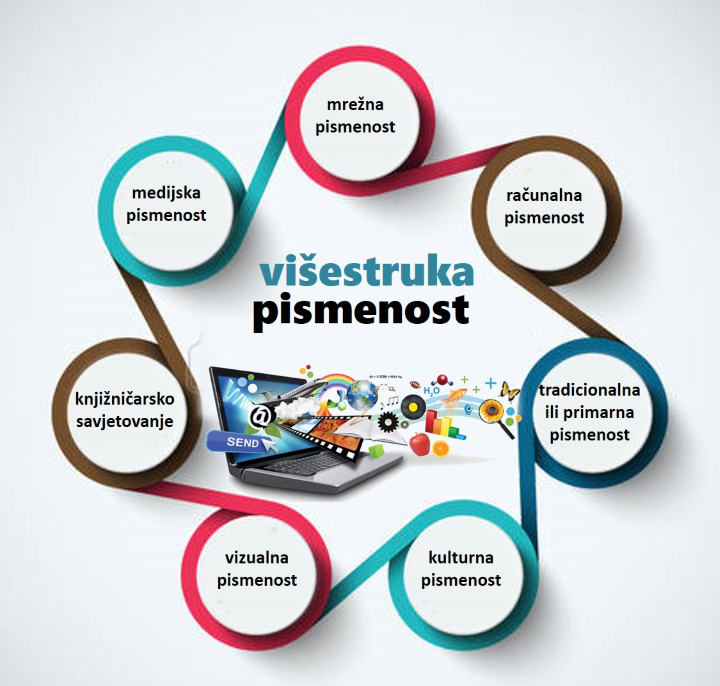 mrežna
pismenost
medijska
pismenost
računalna
pismenost
višestruka
pismenost
knjižničarsko
savjetovanje
tradicionalna
ili primarna
pismenost
@
SEND
H₂O
vizualna
pismenost
kulturna
pismenost